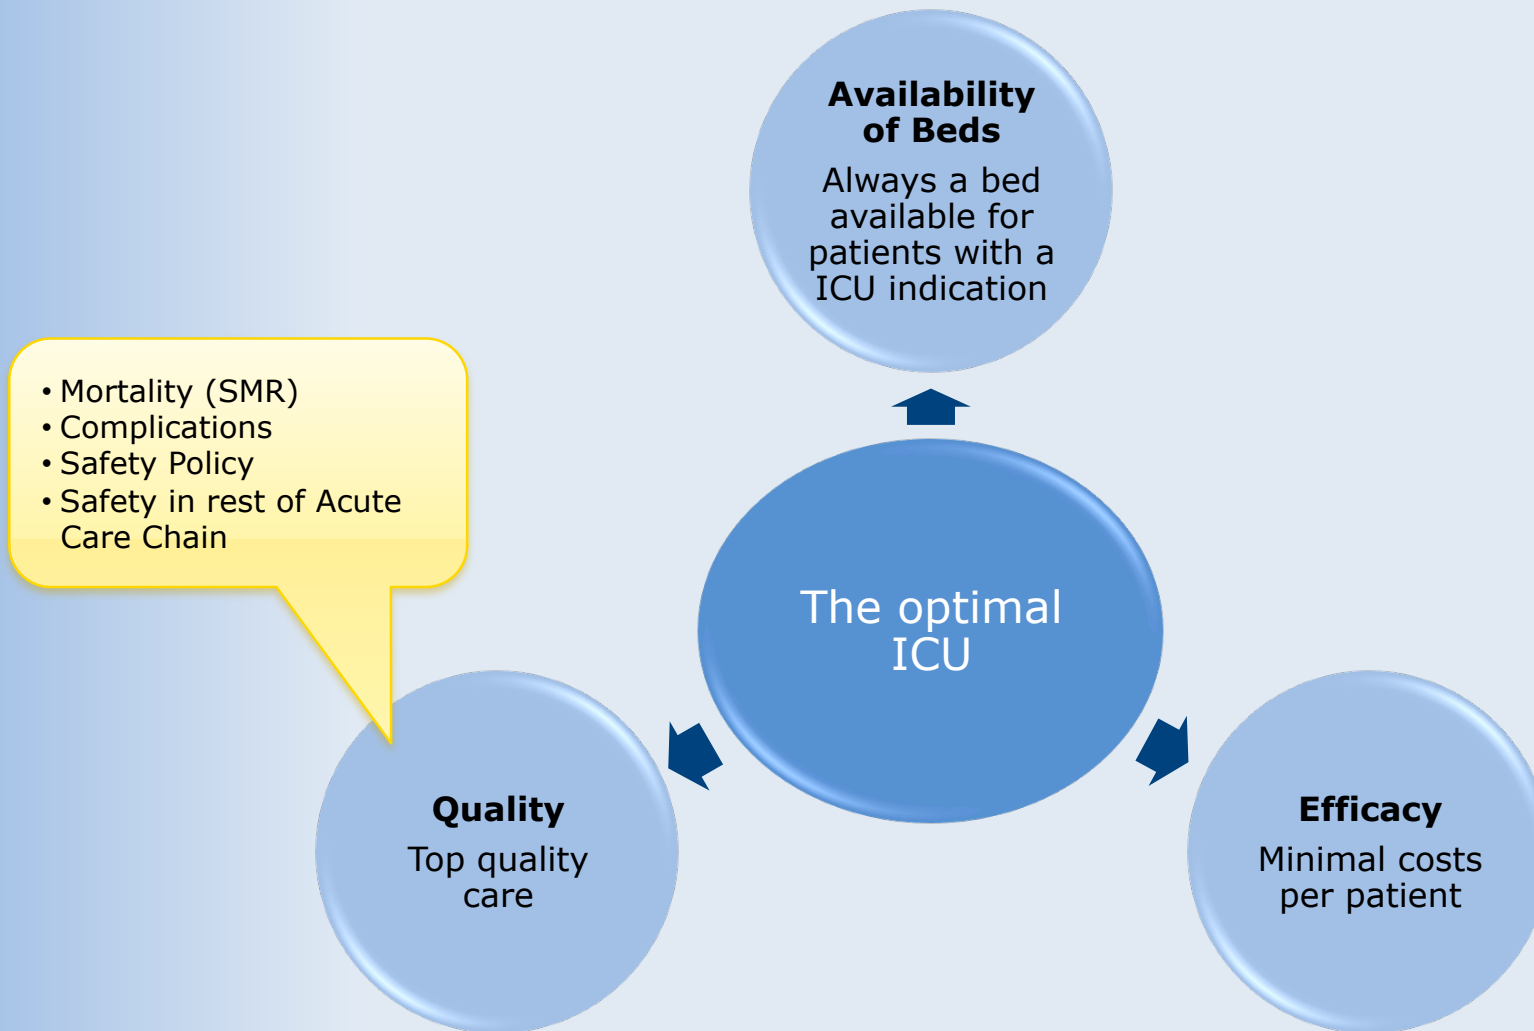 Availability
of Beds
Always a bed
available for
patients with a
ICU indication
• Mortality (SMR)
• Complications
• Safety Policy
• Safety in rest of Acute
Care Chain
The optimal
ICU
Quality
Top quality
care
Efficacy
Minimal costs
per patient